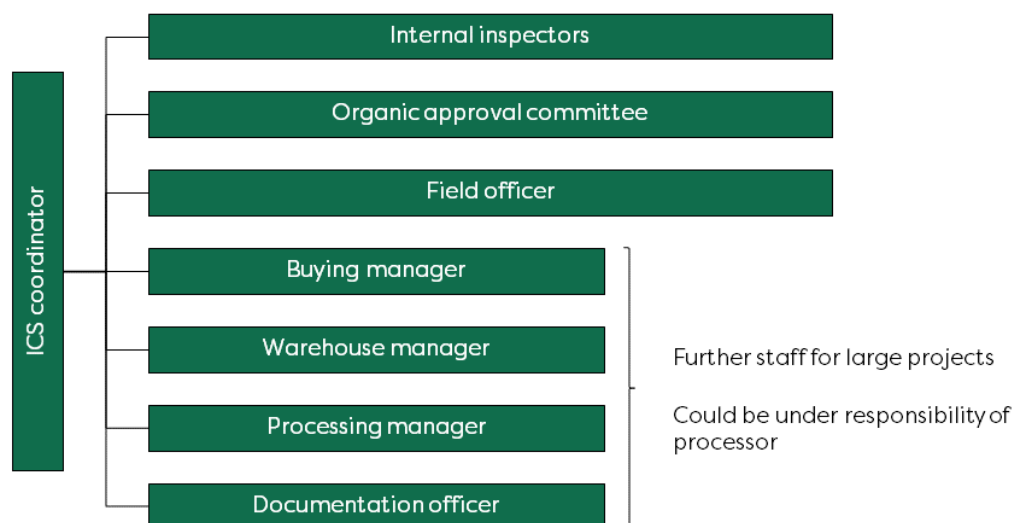 Internal inspectors
Organic approval committee
Field officer
ICS coordinator
Buying manager
Warehouse manager
Processing manager
Documentation officer
Further staff for large projects
Could be under responsibility of
processor